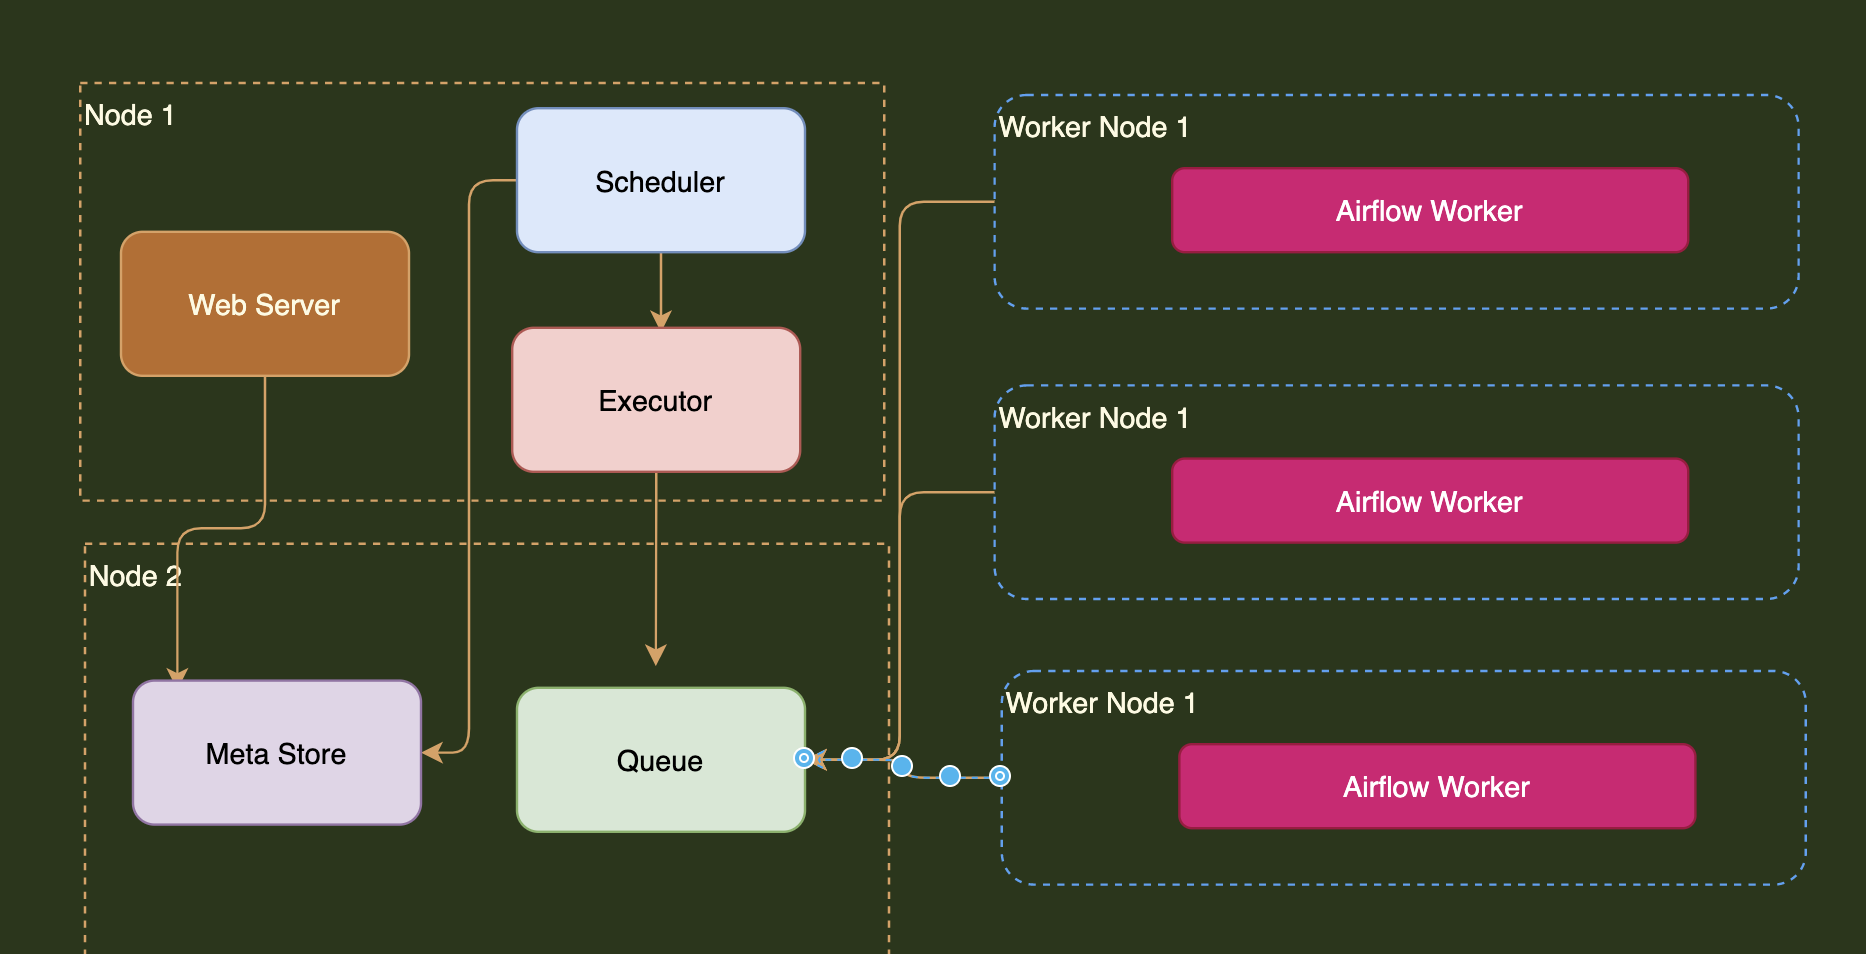 Node 1
Scheduler
Web Server
Executor
Node 2
Meta Store
Queue
Worker Node 1
Airflow Worker
Worker Node 1
Airflow Worker
Worker Node 1
Airflow Worker